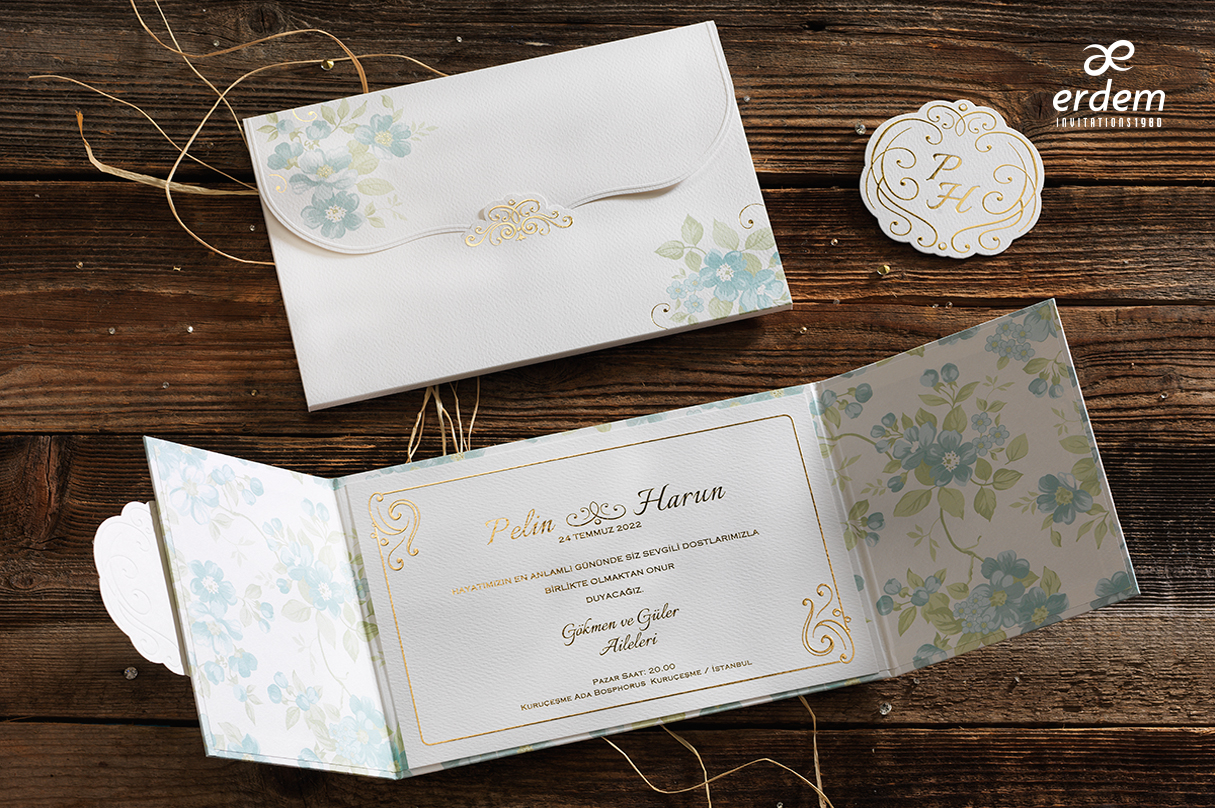 erdem
INVITATIONS1980
P
H
Pelin Harun
24 TEMMUZ 2022
HAYATIMIZIN EN ANLAMLI GÜNÜNDE SİZ SEVGİLİ DOSTLARIMIZLA
BİRLİKTE OLMAKTAN ONUR
DUYACAĞIZ.
Gökmen ve Güler
Aileleri
PAZAR SAAT: 20.00
KURUÇEŞME ADA BOSPHORUS KURUÇEŞME / İSTANBUL